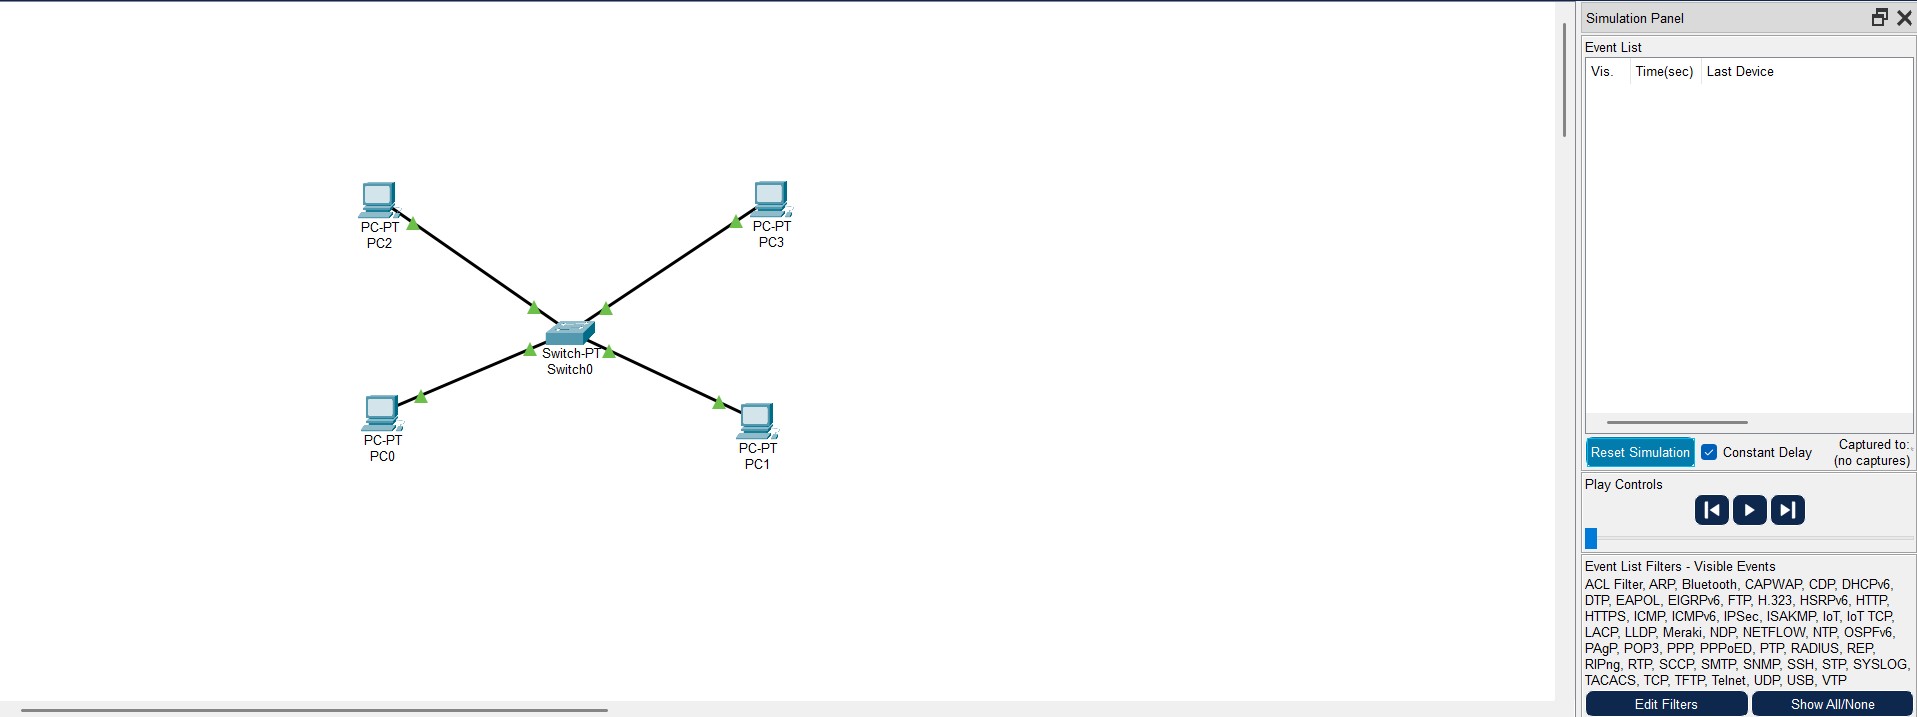 PC-PT
PC2
PC-PT
PC3
Switch-PT
Switch0
PC-PT
PC0
PC-PT
PC1
Simulation Panel
Event List
Vis. Time(sec) Last Device
Reset Simulation Constant Delay Captured to:
(no captures)
Play Controls
Event List Filters - Visible Events
ACL Filter, ARP, Bluetooth, CAPWAP, CDP, DHCPv6,
DTP, EAPOL, EIGRPv6, FTP, H.323, HSRPv6, HTTP,
HTTPS, ICMP, ICMPv6, IPSec, ISAKMP, IoT, IoT TCP,
LACP, LLDP, Meraki, NDP, NETFLOW, NTP, OSPFv6,
PAgP, POP3, PPP, PPPoED, PTP, RADIUS, REP,
RIPng, RTP, SCCP, SMTP, SNMP, SSH, STP, SYSLOG,
TACACS, TCP, TFTP, Telnet, UDP, USB, VTP
Edit Filters Show All/None